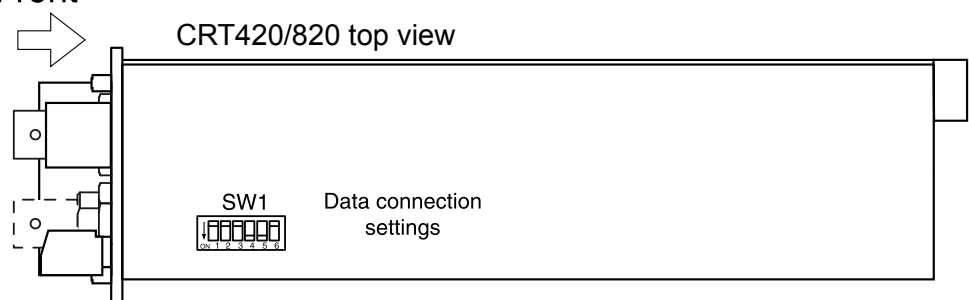 CRT420/820 top view
SW1
Data connection
settings
ON 1 2 3 4 5 6